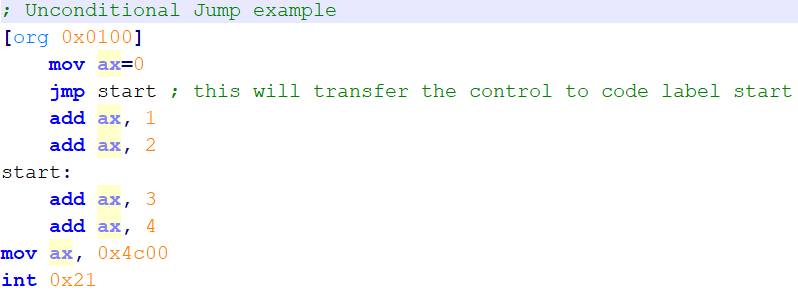 ; Unconditional Jump example
[org 0x0100]
    mov ax=0
    jmp start ; this will transfer the control to code label start
    add ax, 1
    add ax, 2
start:
    add ax, 3
    add ax, 4
mov ax, 0x4c00
int 0x21